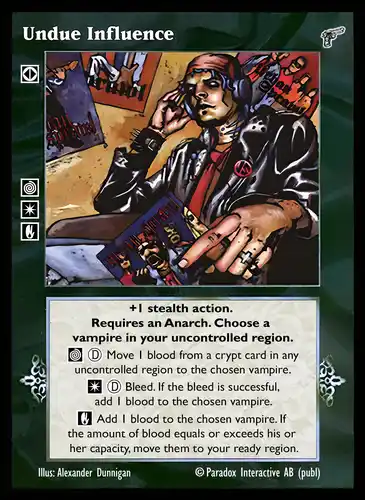 Undue Influence
+1 stealth action.
Requires an Anarch. Choose a
vampire in your uncontrolled region.
Ⓓ Move 1 blood from a crypt card in any
uncontrolled region to the chosen vampire.
Ⓓ Bleed. If the bleed is successful,
add 1 blood to the chosen vampire.
Add 1 blood to the chosen vampire. If
the amount of blood equals or exceeds his or
her capacity, move them to your ready region.
Illus: Alexander Dunnigan © Paradox Interactive AB (publ)